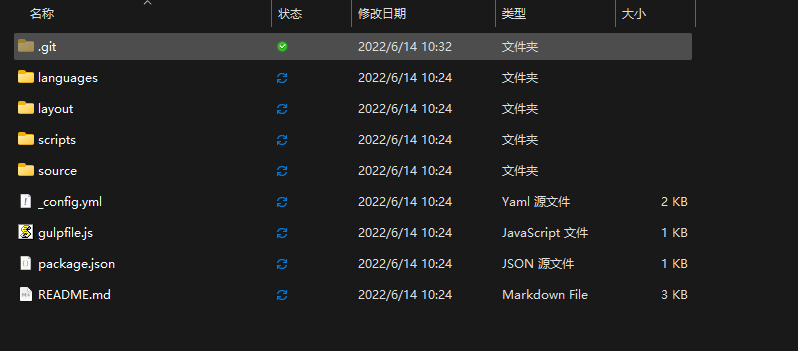 名称 状态 修改日期 类型 大小
.git 2022/6/14 10:32 文件夹
languages 2022/6/14 10:24 文件夹
layout 2022/6/14 10:24 文件夹
scripts 2022/6/14 10:24 文件夹
source 2022/6/14 10:24 文件夹
_config.yml 2022/6/14 10:24 Yaml 源文件 2 KB
gulpfile.js 2022/6/14 10:24 JavaScript 文件 1 KB
package.json 2022/6/14 10:24 JSON 源文件 1 KB
README.md 2022/6/14 10:24 Markdown File 3 KB